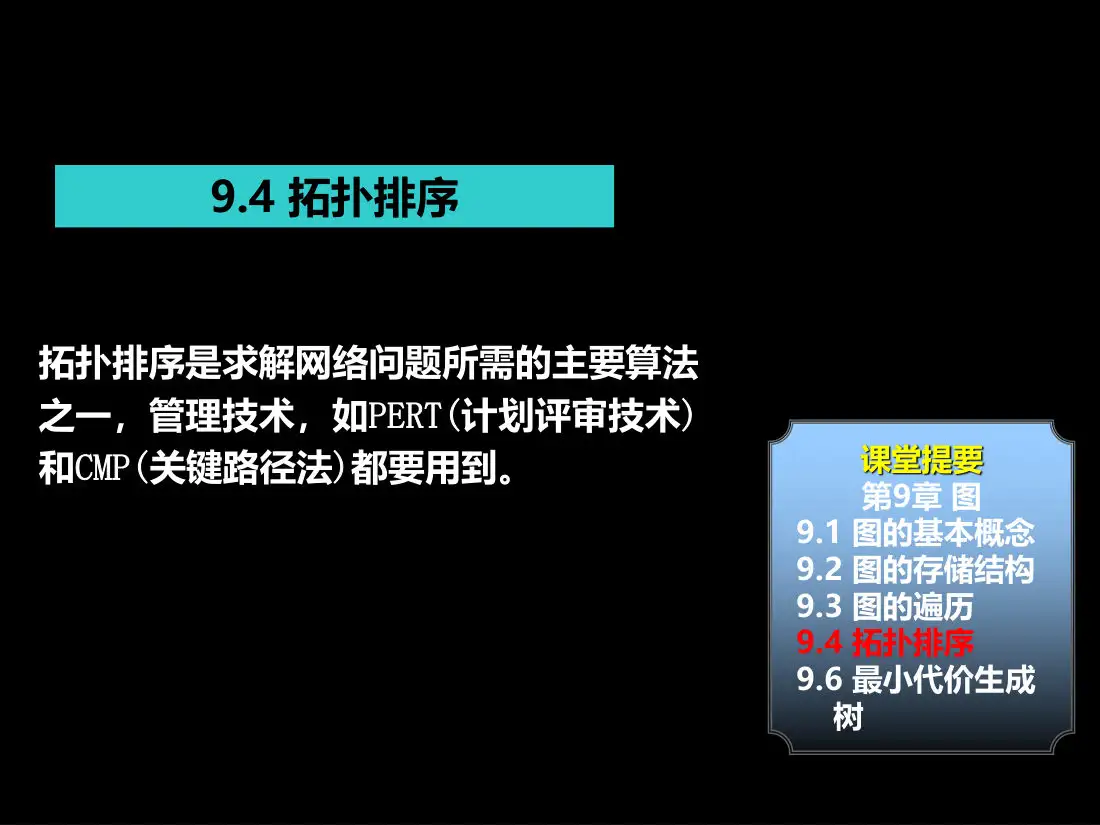 9.4 拓扑排序
拓扑排序是求解网络问题所需的主要算法
之一，管理技术，如PERT(计划评审技术)
和CMP(关键路径法)都要用到。
课堂提要
第9章 图
9.1 图的基本概念
9.2 图的存储结构
9.3 图的遍历
9.4 拓扑排序
9.6 最小代价生成
树